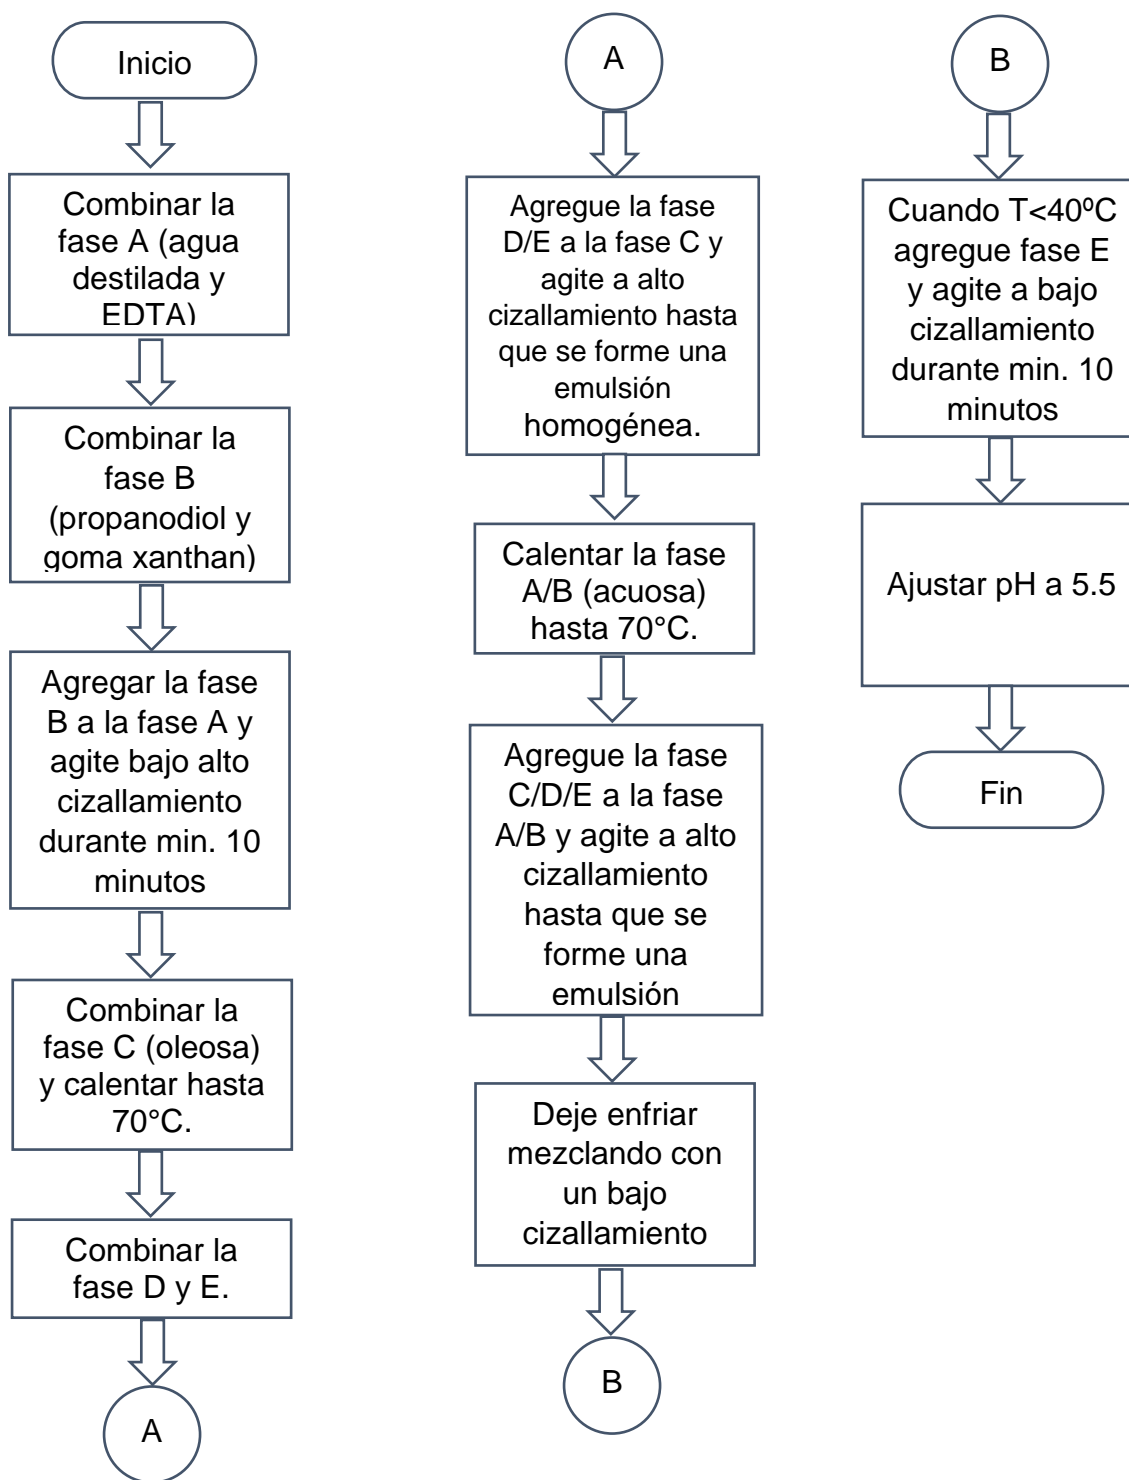 Inicio
Combinar la
fase A (agua
destilada y
EDTA)
Combinar la
fase B
(propanodiol y
goma xanthan)
Agregar la fase
B a la fase A y
agite bajo alto
cizallamiento
durante min. 10
minutos
Combinar la
fase C (oleosa)
y calentar hasta
70°C.
Combinar la
fase D y E.
A
A
Agregue la fase
D/E a la fase C y
agite a alto
cizallamiento hasta
que se forme una
emulsión
homogénea.
Calentar la fase
A/B (acuosa)
hasta 70°C.
Agregue la fase
C/D/E a la fase
A/B y agite a alto
cizallamiento
hasta que se
forme una
emulsión
Deje enfriar
mezclando con
un bajo
cizallamiento
B
B
Cuando T<40ºC
agregue fase E
y agite a bajo
cizallamiento
durante min. 10
minutos
Ajustar pH a 5.5
Fin